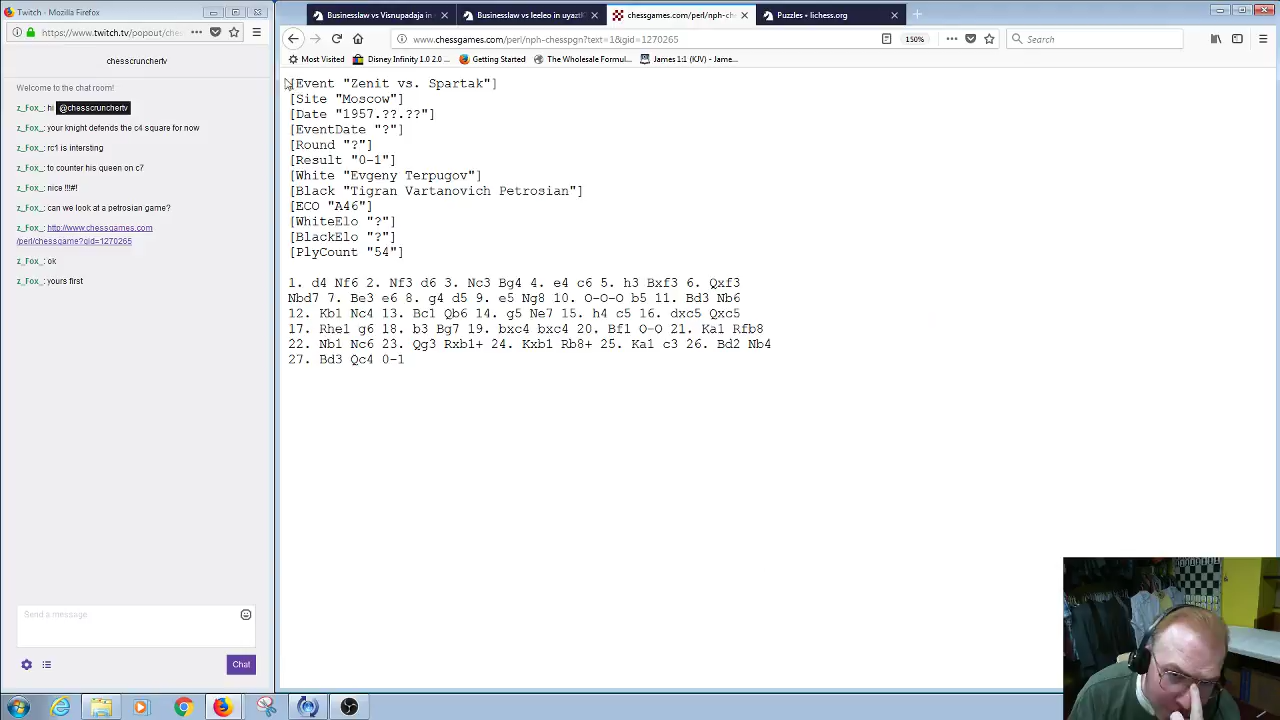 Twitch - Mozilla Firefox
https://www.twitch.tv/popout/che
chesscrunchertv
Welcome to the chat room!
z_Fox_: hi @chesscrunchertv
z_Fox_: your knight defends the c4 square for now
z_Fox_: rc1 is intersting
z_Fox_: to counter his queen on c7
z_Fox_: nice !!!#!
z_Fox_: can we look at a petrosian game?
z_Fox_: http://www.chessgames.com
/perl/chessgame?gid=1270265
z_Fox_: ok
z_Fox_: yours first
Send a message
Chat
Businesslaw vs Visnupadaja in r
Businesslaw vs leeleo in uyaztK
chessgames.com/perl/nph-chess
Puzzles • lichess.org
www.chessgames.com/perl/nph-chesspgn?text=1&gid=1270265
150%
Search
Most Visited
Disney Infinity 1.0 2.0 ...
Getting Started
The Wholesale Formul...
James 1:1 (KJV) - Ame...
[Event "Zenit vs. Spartak"]
[Site "Moscow"]
[Date "1957.??.??"]
[EventDate "?"]
[Round "?"]
[Result "0-1"]
[White "Evgeny Terpugov"]
[Black "Tigran Vartanovich Petrosian"]
[ECO "A46"]
[WhiteElo "?"]
[BlackElo "?"]
[PlyCount "54"]
1. d4 Nf6 2. Nf3 d6 3. Nc3 Bg4 4. e4 c6 5. h3 Bxf3 6. Qxf3
Nbd7 7. Be3 e6 8. g4 d5 9. e5 Ng8 10. O-O-O b5 11. Bd3 Nb6
12. Kb1 Nc4 13. Bc1 Qb6 14. g5 Ne7 15. h4 c5 16. dxc5 Qxc5
17. Rhe1 g6 18. b3 Bg7 19. bxc4 bxc4 20. Bf1 O-O 21. Ka1 Rfb8
22. Nb1 Nc6 23. Qg3 Rxb1+ 24. Kxb1 Rb8+ 25. Ka1 c3 26. Bd2 Nb4
27. Bd3 Qc4 0-1